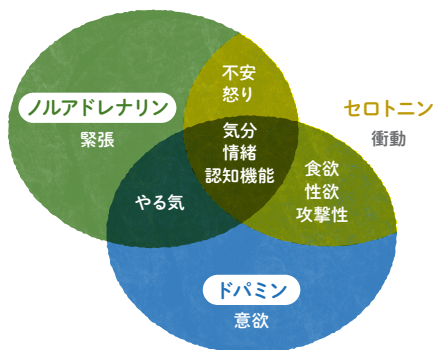 不安
怒り
ノルアドレナリン
緊張
セロトニン
衝動
気分
情緒
認知機能
食欲
性欲
攻撃性
やる気
ドパミン
意欲